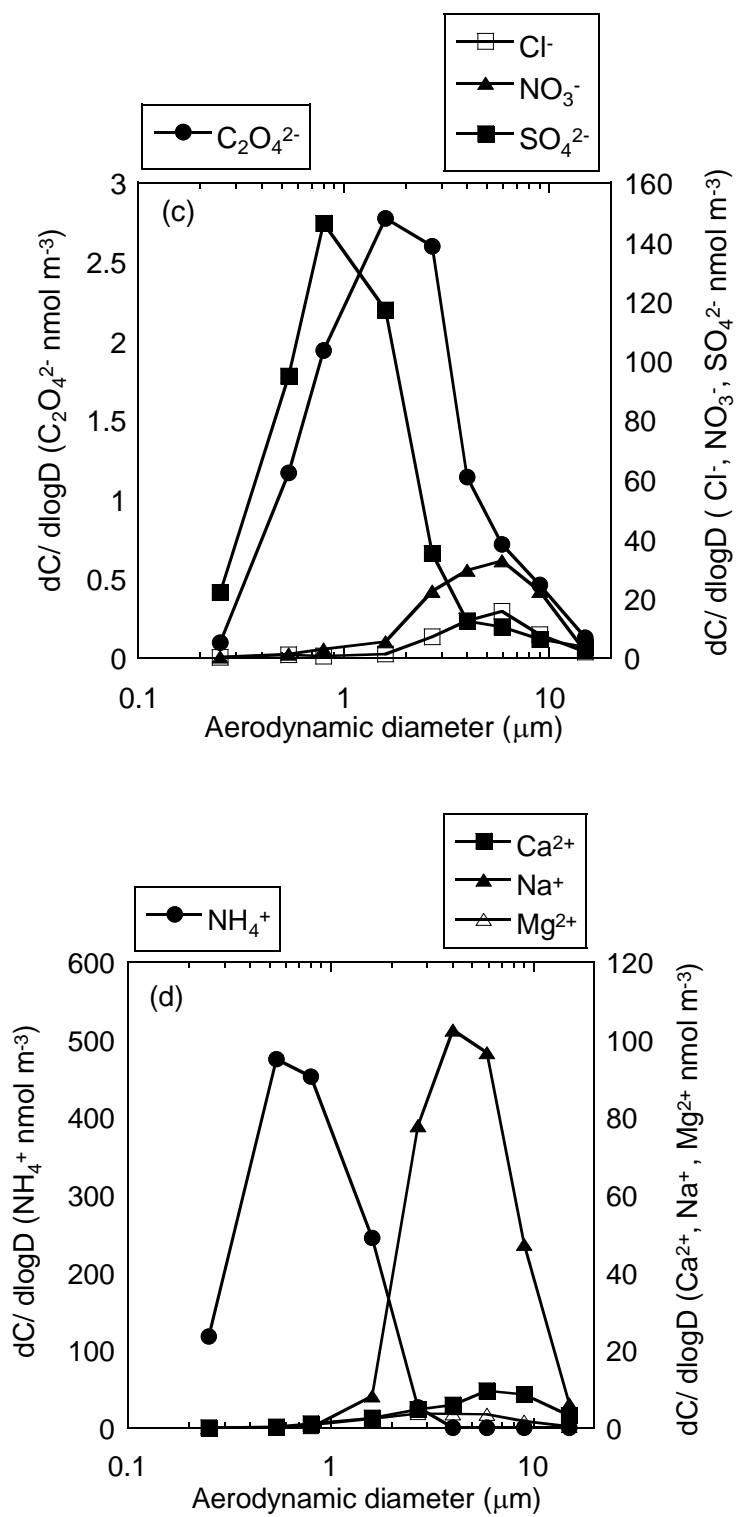 Cl⁻
NO₃⁻
SO₄²⁻
C₂O₄²⁻
(c)
dC/ dlogD (C₂O₄²⁻ nmol m⁻³)
3
2.5
2
1.5
1
0.5
0
dC/ dlogD ( Cl⁻, NO₃⁻, SO₄²⁻ nmol m⁻³)
160
140
120
100
80
60
40
20
0
0.1 1 10
Aerodynamic diameter (μm)
Ca²⁺
Na⁺
Mg²⁺
NH₄⁺
(d)
dC/ dlogD (NH₄⁺ nmol m⁻³)
600
500
400
300
200
100
0
dC/ dlogD (Ca²⁺, Na⁺, Mg²⁺ nmol m⁻³)
120
100
80
60
40
20
0
0.1 1 10
Aerodynamic diameter (μm)